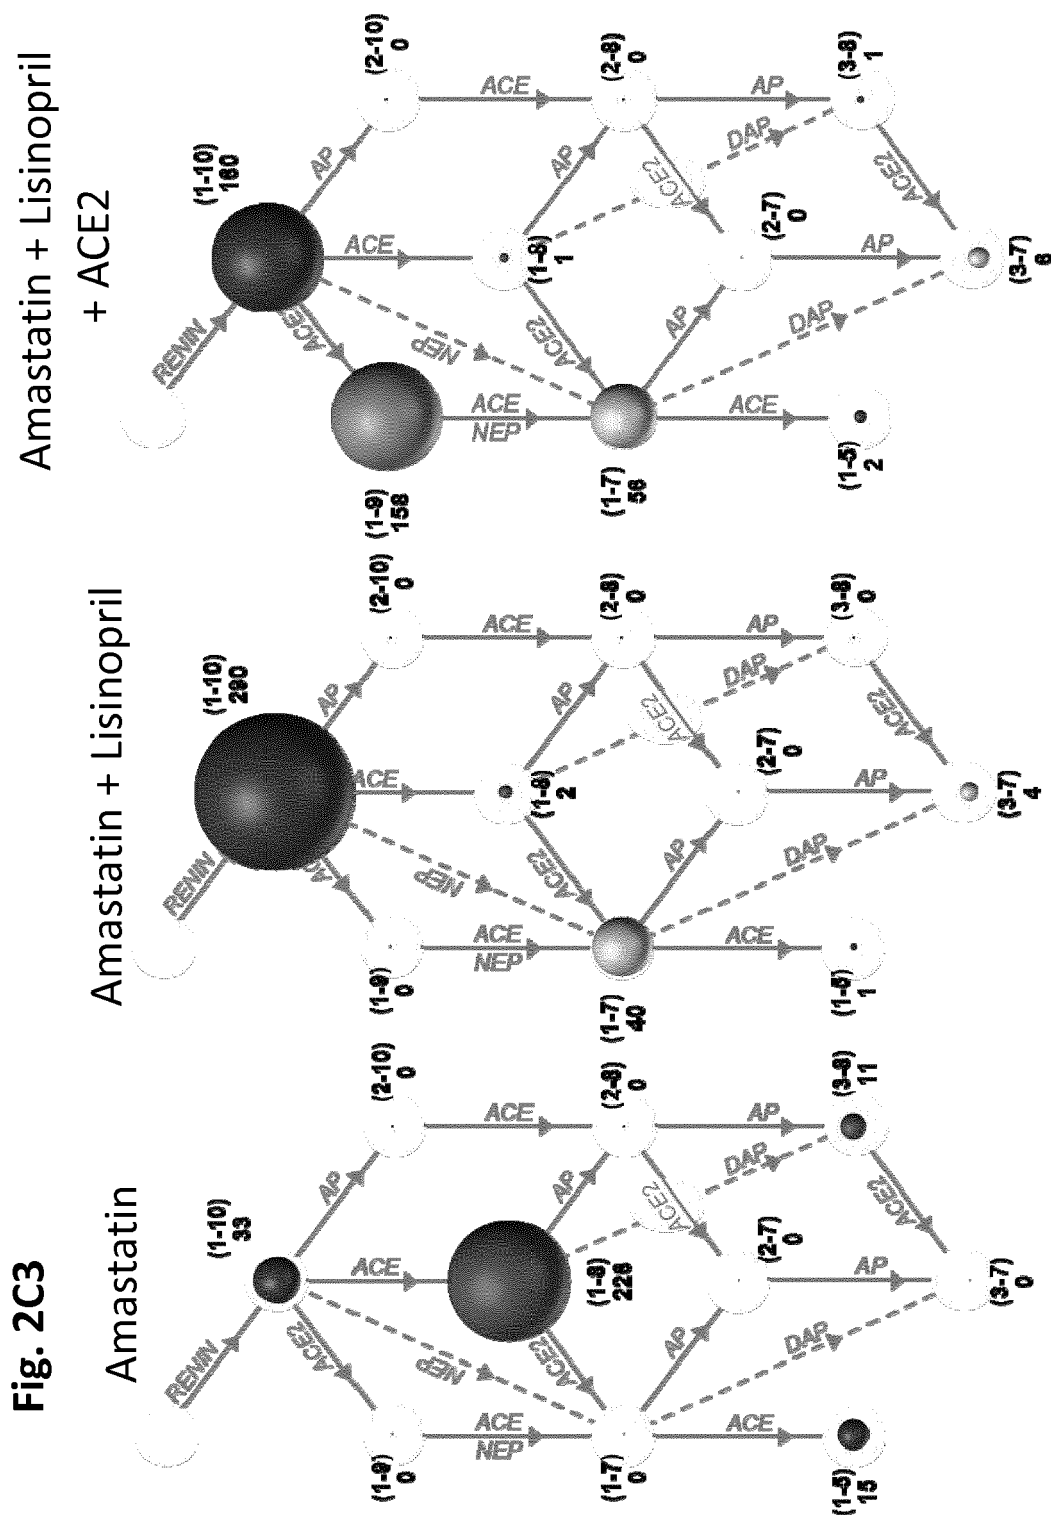 Fig. 2C3
Amastatin
RENIN
(1-10)
33
ACE2
ACE
AP
(2-10)
0
(1-9)
0
NEP
ACE
NEP
ACE
(1-8)
226
ACE2
AP
(2-8)
0
(1-7)
0
ACE2
AP
(2-7)
0
DAP
AP
ACE
DAP
AP
(3-8)
11
(1-5)
15
ACE2
(3-7)
0
Amastatin + Lisinopril
RENIN
(1-10)
290
AC
ACE
AP
(2-10)
0
(1-9)
0
NEP
ACE
NEP
ACE
(1-8)
2
ACE2
AP
(2-8)
0
(1-7)
40
ACE2
AP
(2-7)
0
DAP
AP
ACE
DAP
AP
(3-8)
0
(1-5)
1
ACE2
(3-7)
4
Amastatin + Lisinopril
+ ACE2
RENIN
(1-10)
160
ACE
ACE
AP
(2-10)
0
(1-9)
158
NEP
ACE
NEP
ACE
(1-8)
1
ACE2
AP
(2-8)
0
(1-7)
56
ACE2
AP
(2-7)
0
DAP
AP
ACE
DAP
AP
(3-8)
1
(1-5)
2
ACE2
(3-7)
6